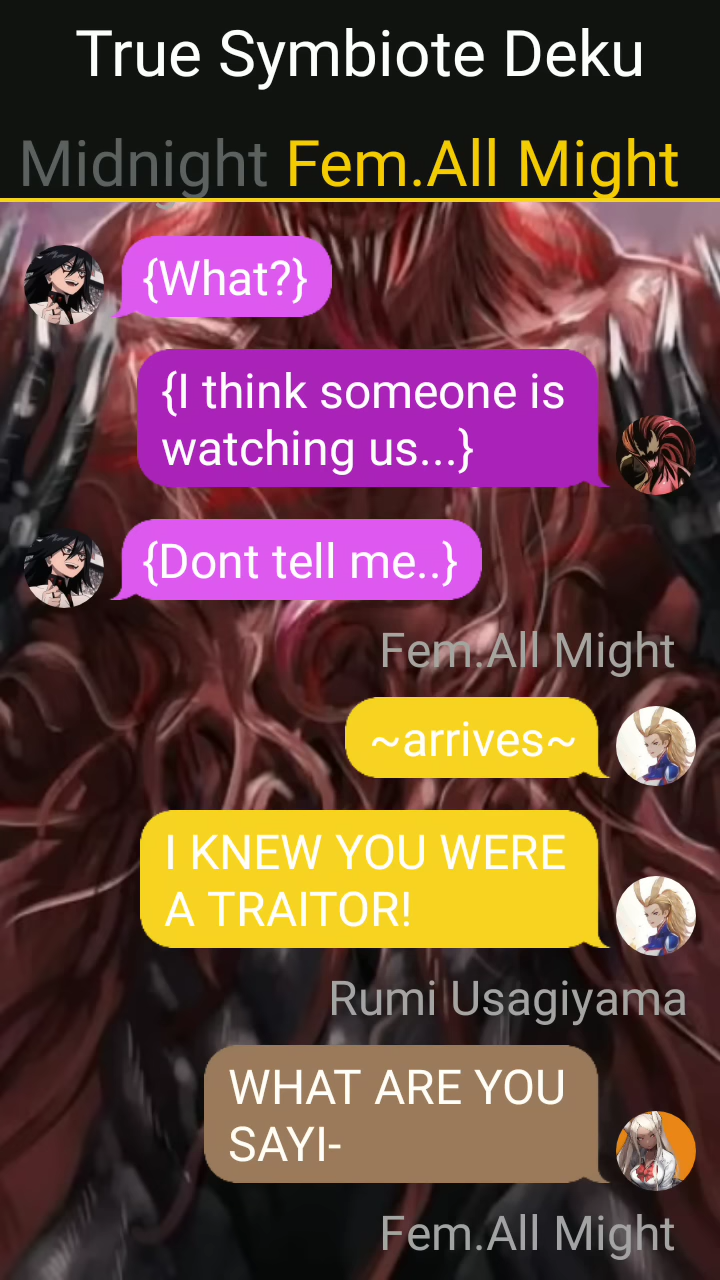 True Symbiote Deku
Midnight Fem.All Might
{What?}
{I think someone is
watching us...}
{Dont tell me..}
Fem.All Might
~arrives~
I KNEW YOU WERE
A TRAITOR!
Rumi Usagiyama
WHAT ARE YOU
SAYI-
Fem.All Might